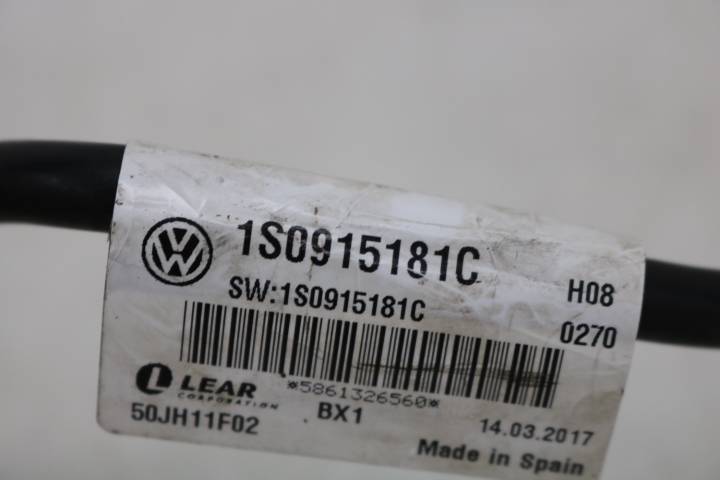 1S0915181C
SW:1S0915181C
H08
0270
LEAR
CORPORATION
*5861326560*
50JH11F02
BX1
14.03.2017
Made in Spain